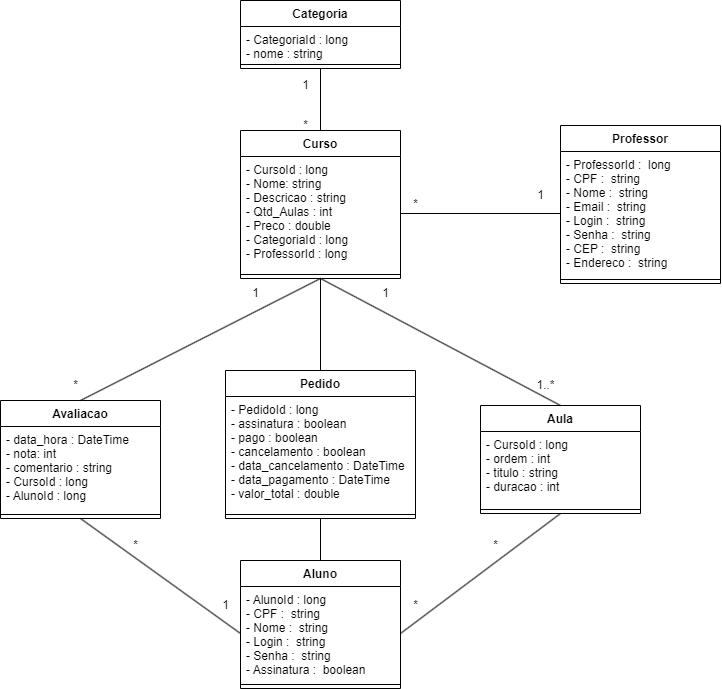 Categoria
- CategoriaId : long
- nome : string
1
*
Curso
- CursoId : long
- Nome: string
- Descricao : string
- Qtd_Aulas : int
- Preco : double
- CategoriaId : long
- ProfessorId : long
*
1
Professor
- ProfessorId :  long
- CPF :  string
- Nome :  string
- Email :  string
- Login :  string
- Senha :  string
- CEP :  string
- Endereco :  string
1
1
*
1..*
Avaliacao
- data_hora : DateTime
- nota: int
- comentario : string
- CursoId : long
- AlunoId : long
Pedido
- PedidoId : long
- assinatura : boolean
- pago : boolean
- cancelamento : boolean
- data_cancelamento : DateTime
- data_pagamento : DateTime
- valor_total : double
Aula
- CursoId : long
- ordem : int
- titulo : string
- duracao : int
*
*
1
*
Aluno
- AlunoId : long
- CPF :  string
- Nome :  string
- Login :  string
- Senha :  string
- Assinatura :  boolean